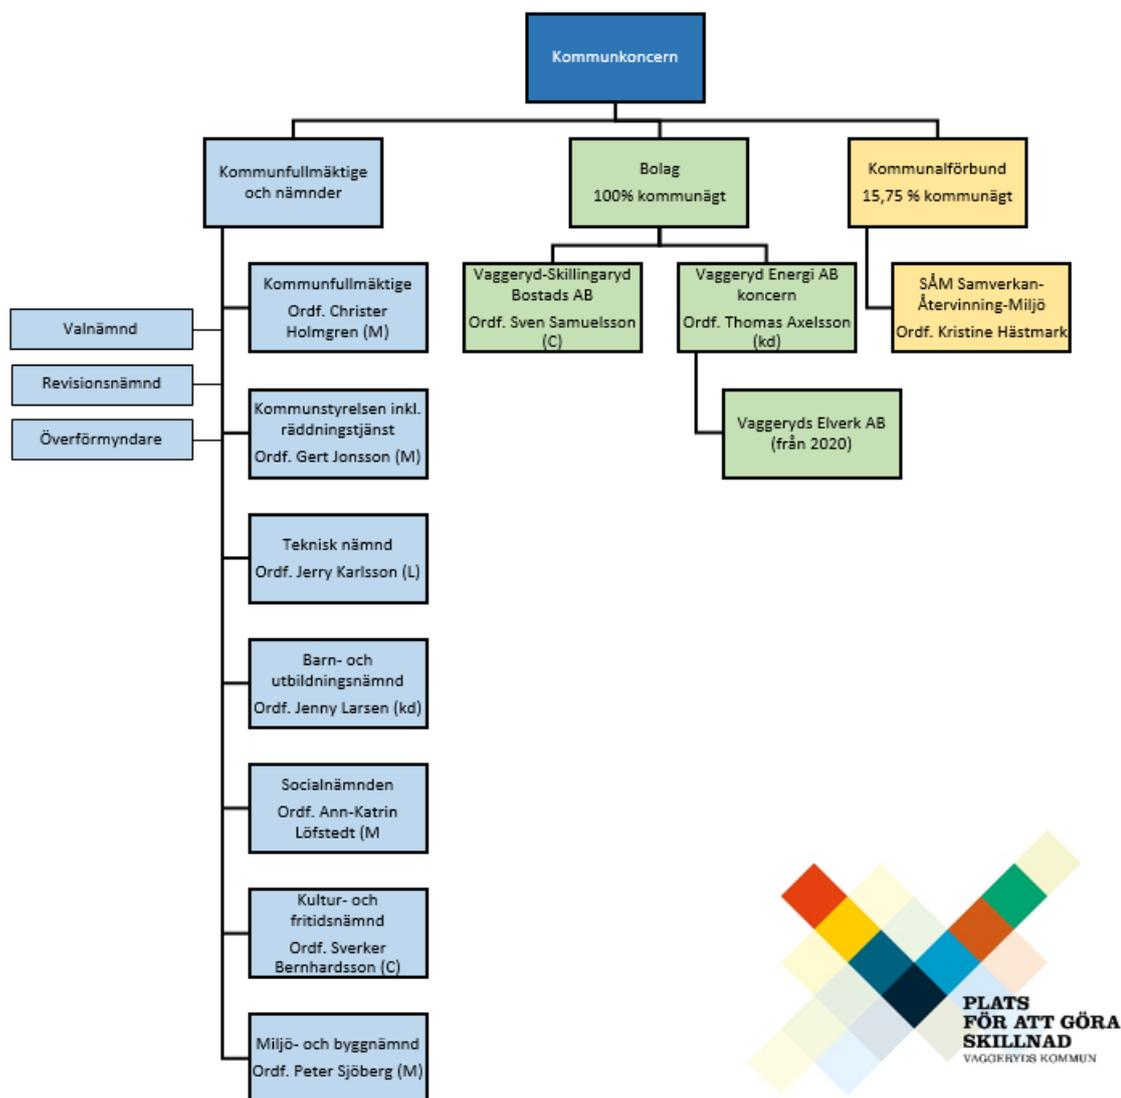 Kommunkoncern
Kommunfullmäktige
och nämnder
Bolag
100% kommunägt
Kommunalförbund
15,75 % kommunägt
Kommunfullmäktige
Ordf. Christer
Holmgren (M)
Vaggeryd-Skillingaryd
Bostads AB
Ordf. Sven Samuelsson
(C)
Vaggeryd Energi AB
koncern
Ordf. Thomas Axelsson
(kd)
SÅM Samverkan-
Återvinning-Miljö
Ordf. Kristine Hästmark
Valnämnd
Revisionsnämnd
Överförmyndare
Kommunstyrelsen inkl.
räddningstjänst
Ordf. Gert Jonsson (M)
Vaggeryds Elverk AB
(från 2020)
Teknisk nämnd
Ordf. Jerry Karlsson (L)
Barn- och
utbildningsnämnd
Ordf. Jenny Larsen (kd)
Socialnämnden
Ordf. Ann-Katrin
Löfstedt (M
Kultur- och
fritidsnämnd
Ordf. Sverker
Bernhardsson (C)
Miljö- och byggnämnd
Ordf. Peter Sjöberg (M)
PLATS
FÖR ATT GÖRA
SKILLNAD
VAGGERYDS KOMMUN